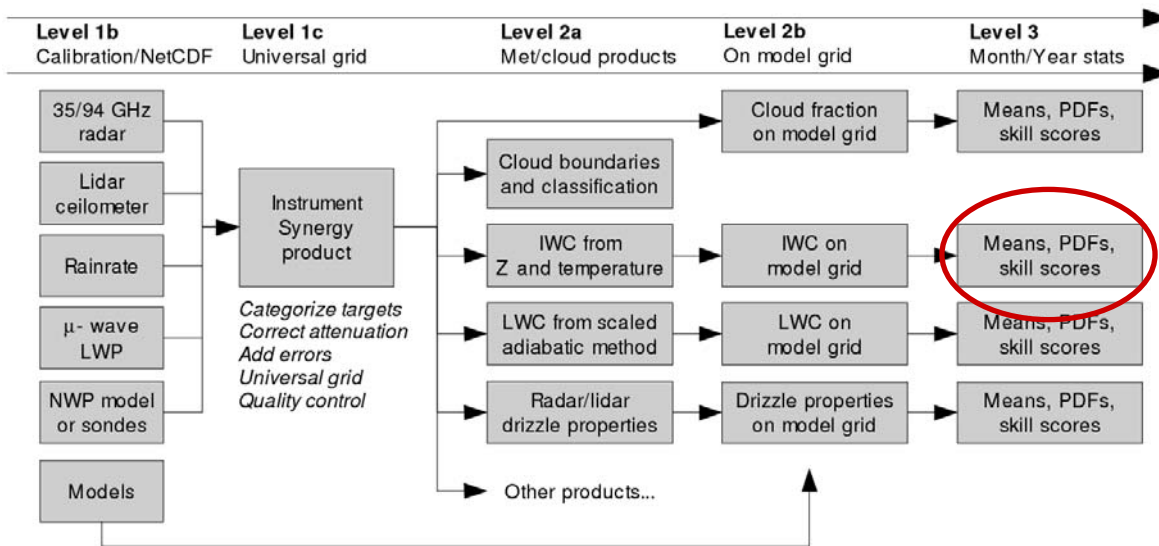 Level 1b
Calibration/NetCDF
Level 1c
Universal grid
Level 2a
Met/cloud products
Level 2b
On model grid
Level 3
Month/Year stats
35/94 GHz
radar
Lidar
ceilometer
Rainrate
µ- wave
LWP
NWP model
or sondes
Models
Instrument
Synergy
product
Categorize targets
Correct attenuation
Add errors
Universal grid
Quality control
Cloud boundaries
and classification
IWC from
Z and temperature
LWC from scaled
adiabatic method
Radar/lidar
drizzle properties
Other products...
Cloud fraction
on model grid
IWC on
model grid
LWC on
model grid
Drizzle properties
on model grid
Means, PDFs,
skill scores
Means, PDFs,
skill scores
Means, PDFs,
skill scores
Means, PDFs,
skill scores